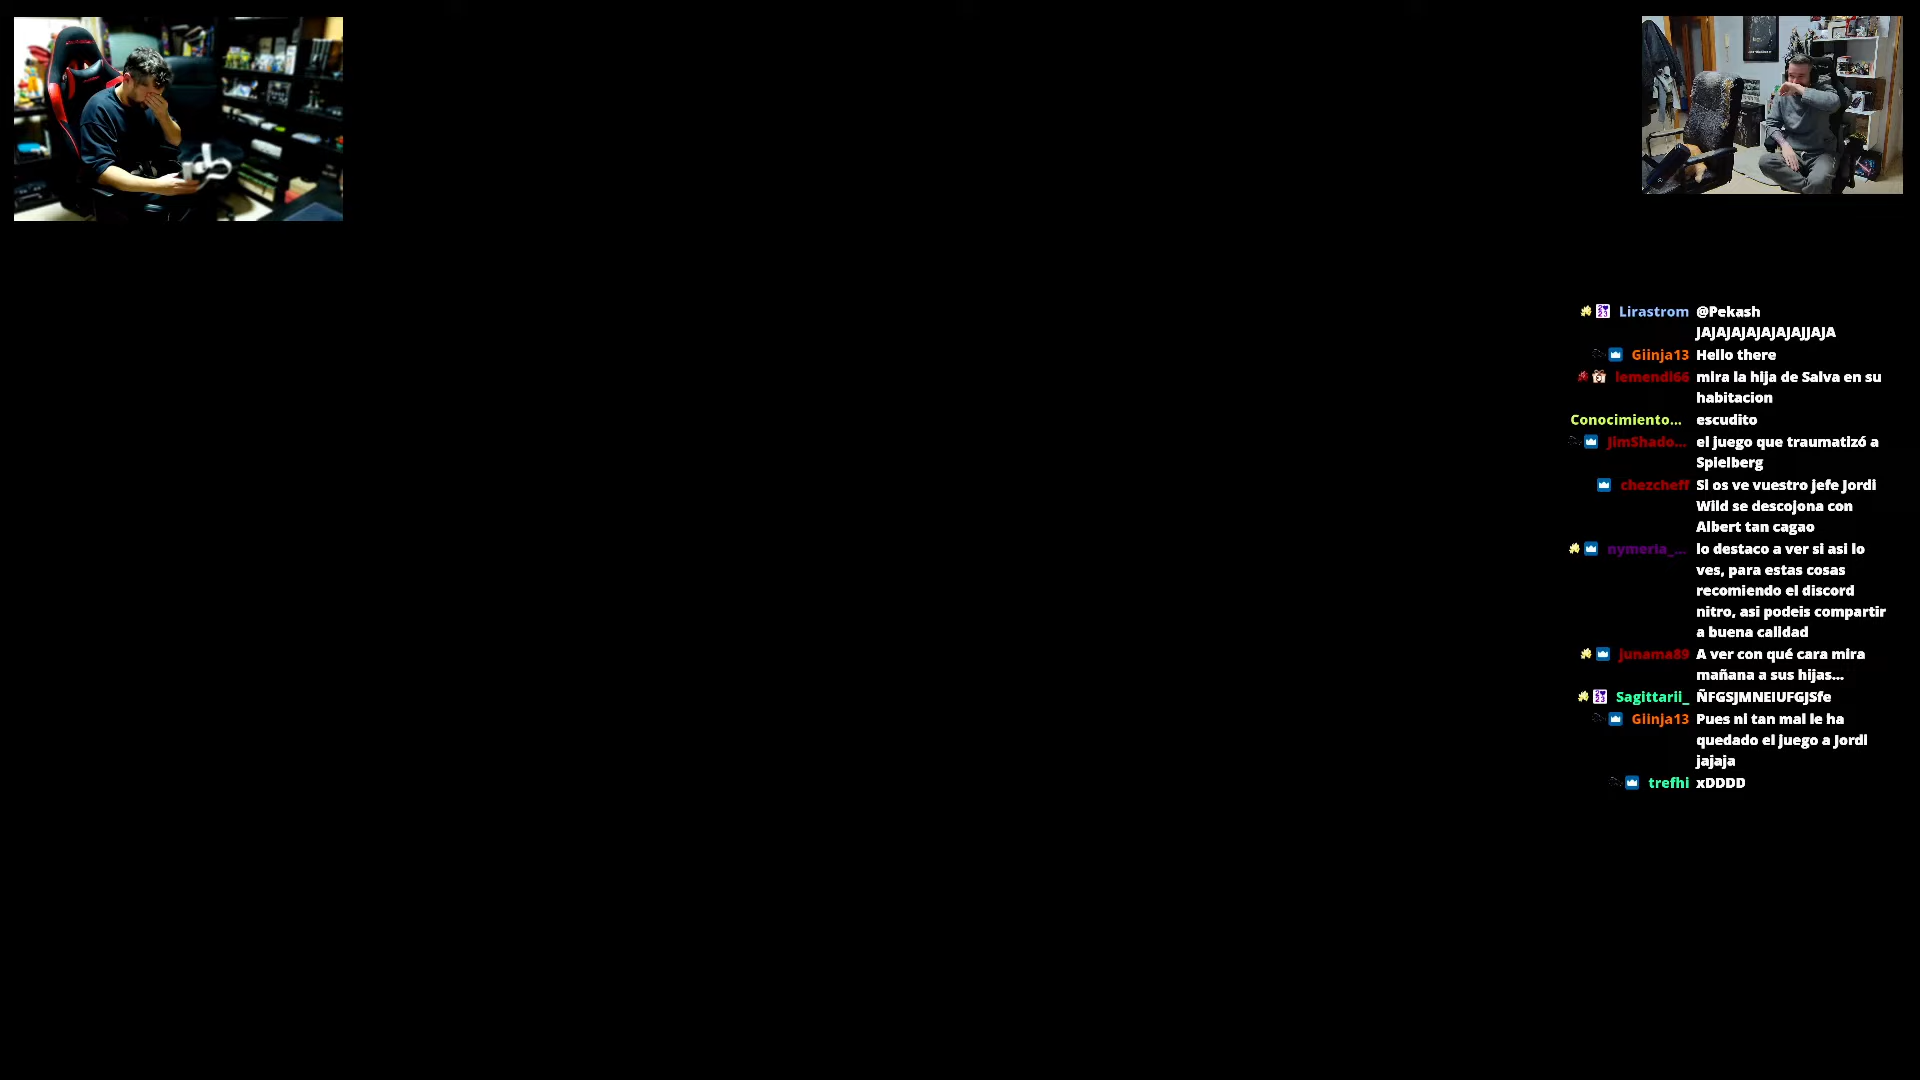 Lirastrom @Pekash
JAJAJAJAJAJAJAJJAJA
Giinja13 Hello there
lemendi66 mira la hija de Salva en su
habitacion
Conocimiento... escudito
JimShado... el juego que traumatizó a
Spielberg
chezcheff Si os ve vuestro jefe Jordi
Wild se descojona con
Albert tan cagao
nymeria_... lo destaco a ver si asi lo
ves, para estas cosas
recomiendo el discord
nitro, asi podeis compartir
a buena calidad
Junama89 A ver con qué cara mira
mañana a sus hijas...
Sagittarii_ ÑFGSJMNEIUFGJSfe
Giinja13 Pues ni tan mal le ha
quedado el juego a Jordi
jajaja
trefhi xDDDD